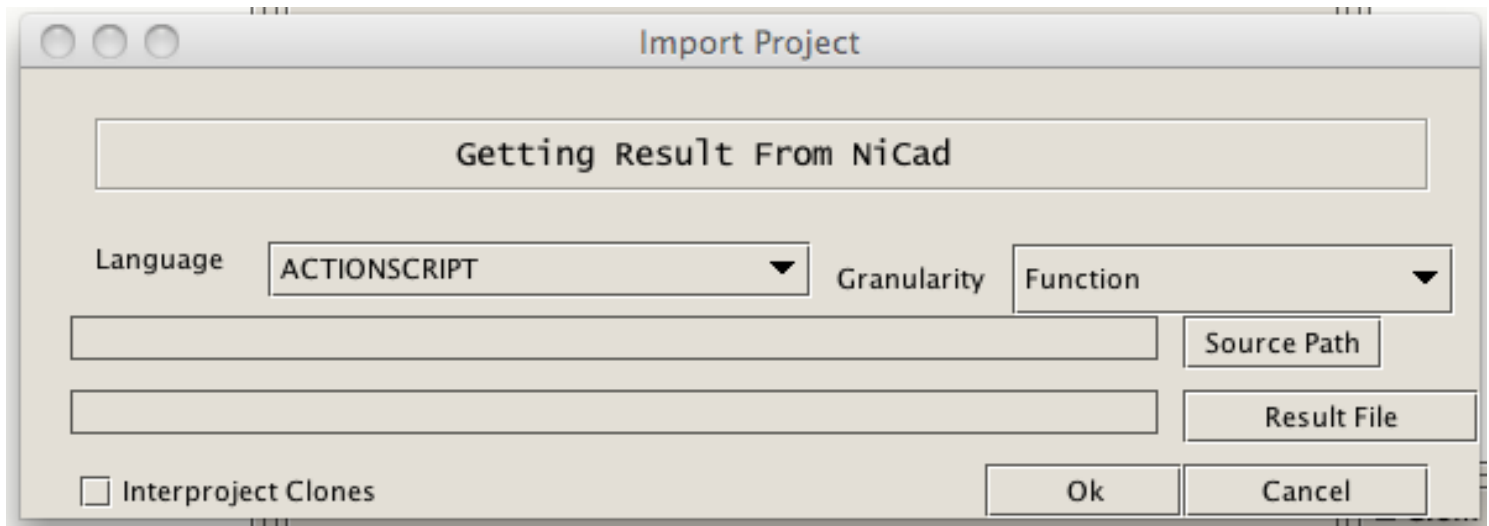 Import Project
Getting Result From NiCad
Language ACTIONSCRIPT Granularity Function
Source Path
Result File
Interproject Clones Ok Cancel